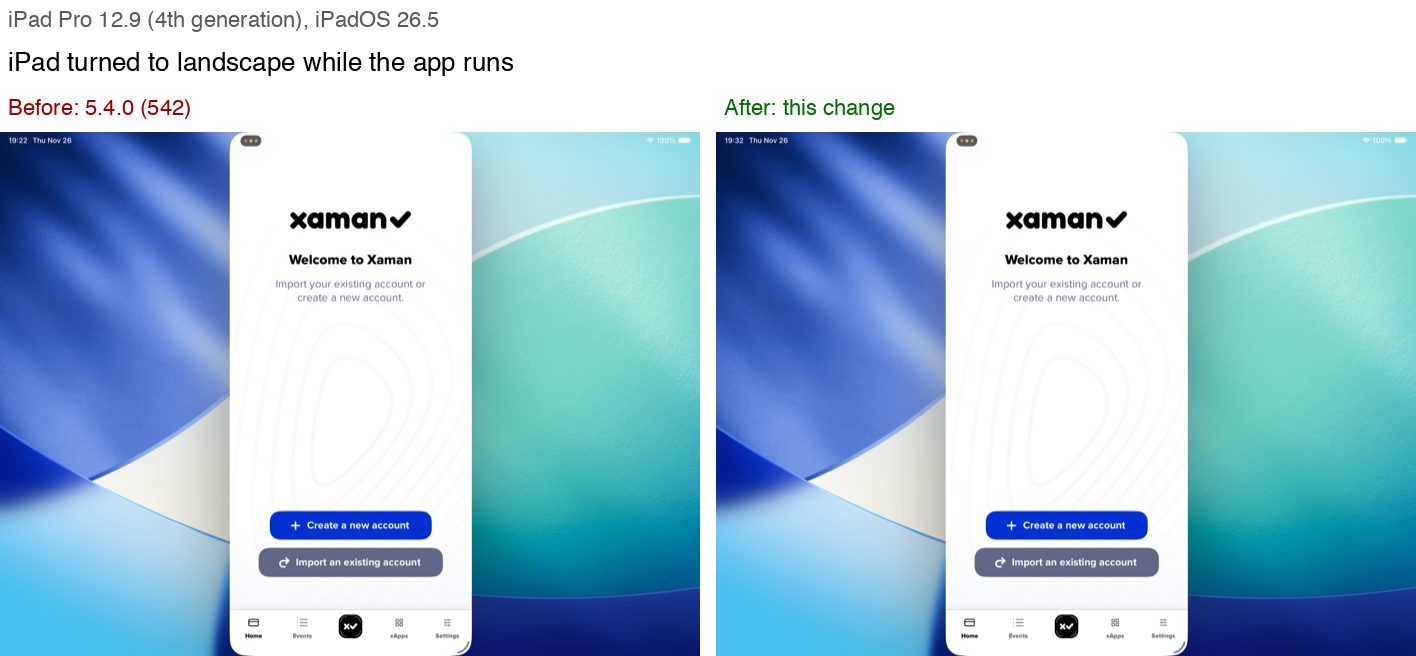 iPad Pro 12.9 (4th generation), iPadOS 26.5
iPad turned to landscape while the app runs
Before: 5.4.0 (542)
After: this change
19:22 Thu Nov 26
100%
xaman
Welcome to Xaman
Import your existing account or
create a new account.
+ Create a new account
Import an existing account
Home Events xApps Settings
19:32 Thu Nov 26
100%
xaman
Welcome to Xaman
Import your existing account or
create a new account.
+ Create a new account
Import an existing account
Home Events xApps Settings